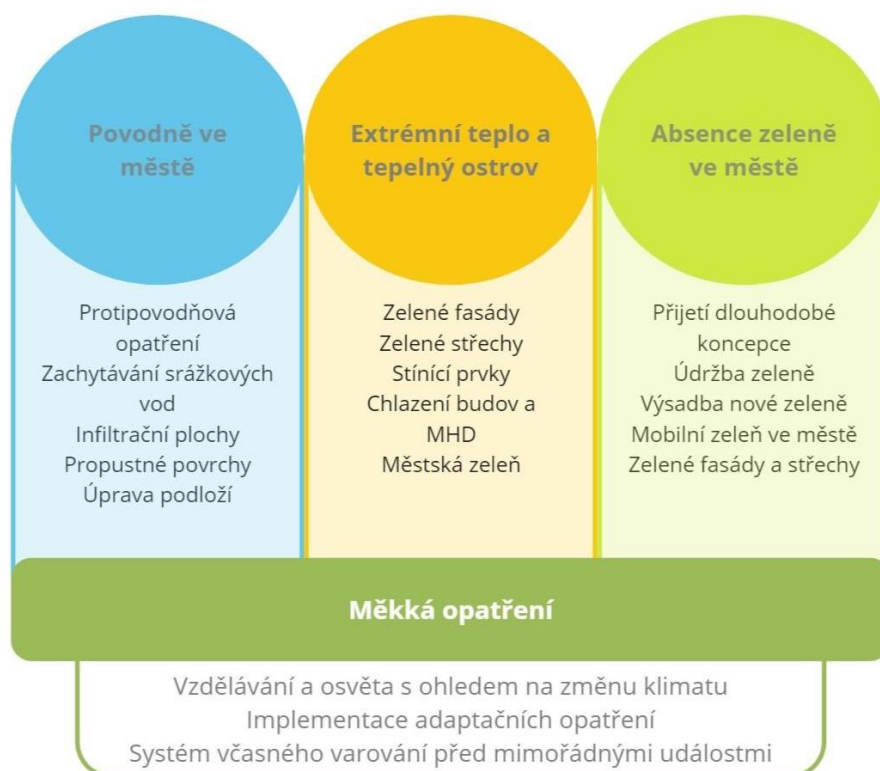 Povodně ve
městě
Protipovodňová
opatření
Zachytávání srážkových
vod
Infiltrační plochy
Propustné povrchy
Úprava podloží
Extrémní teplo a
tepelný ostrov
Zelené fasády
Zelené střechy
Stínící prvky
Chlazení budov a
MHD
Městská zeleň
Absence zeleně
ve městě
Přijetí dlouhodobé
koncepce
Údržba zeleně
Výsadba nové zeleně
Mobilní zeleň ve městě
Zelené fasády a střechy
Měkká opatření
Vzdělávání a osvěta s ohledem na změnu klimatu
Implementace adaptačních opatření
Systém včasného varování před mimořádnými událostmi